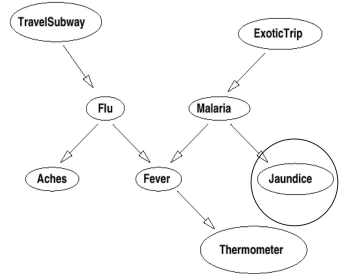 TravelSubway
ExoticTrip
Flu
Malaria
Aches
Fever
Jaundice
Thermometer